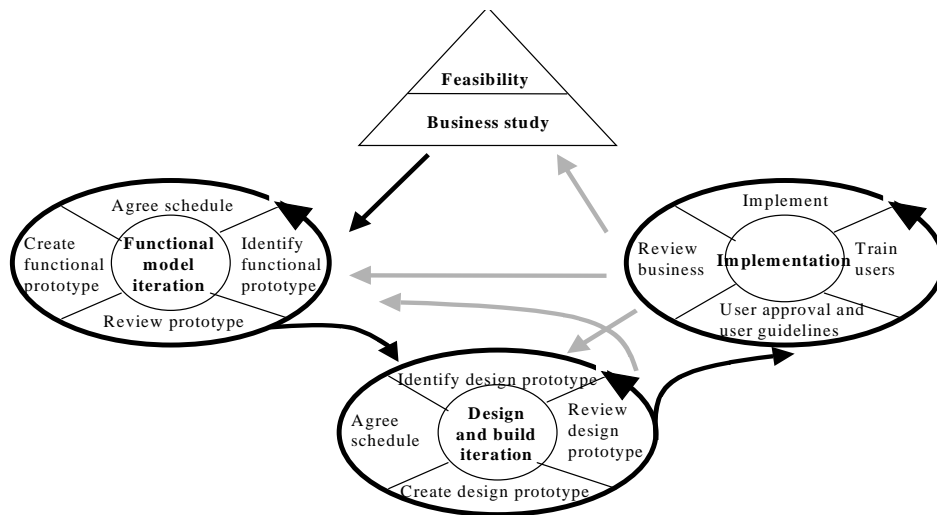 Feasibility
Business study
Agree schedule
Create
functional
prototype
Functional
model
iteration
Identify
functional
prototype
Review prototype
Implement
Review
business
Implementation
Train
users
User approval and
user guidelines
Identify design prototype
Agree
schedule
Design
and build
iteration
Review
design
prototype
Create design prototype